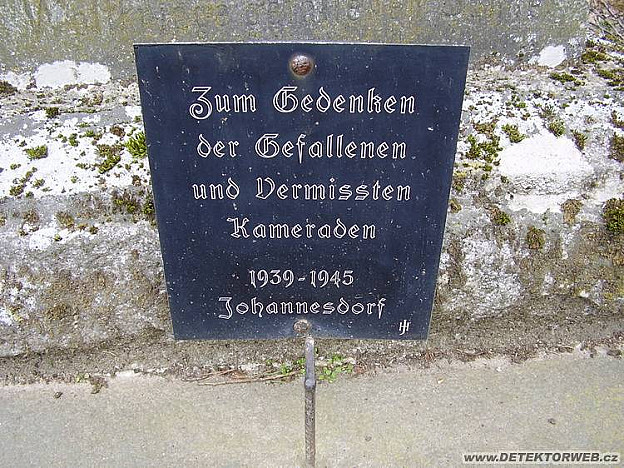 Zum Gedenken
der Gefallenen
und Vermissten
Kameraden
1939-1945
Johannesdorf
www.DETEKTORWEB.cz